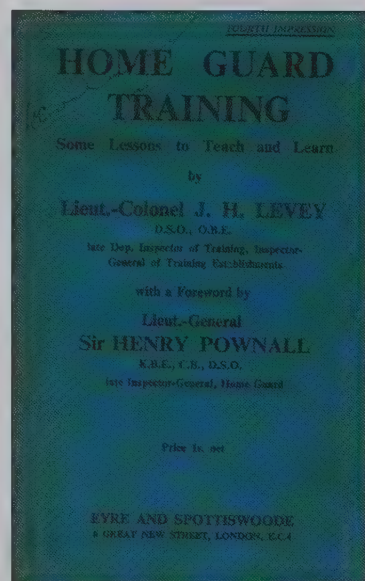 FOURTH IMPRESSION
HOME GUARD
TRAINING
Some Lessons to Teach and Learn
by
Lieut.-Colonel J. H. LEVEY
D.S.O., O.B.E.
late Dep. Inspector of Training, Inspector-
General of Training Establishments
with a Foreword by
Lieut.-General
Sir HENRY POWNALL
K.B.E., C.B., D.S.O.
late Inspector-General, Home Guard
Price 1s. net
EYRE AND SPOTTISWOODE
6 GREAT NEW STREET, LONDON, E.C.4